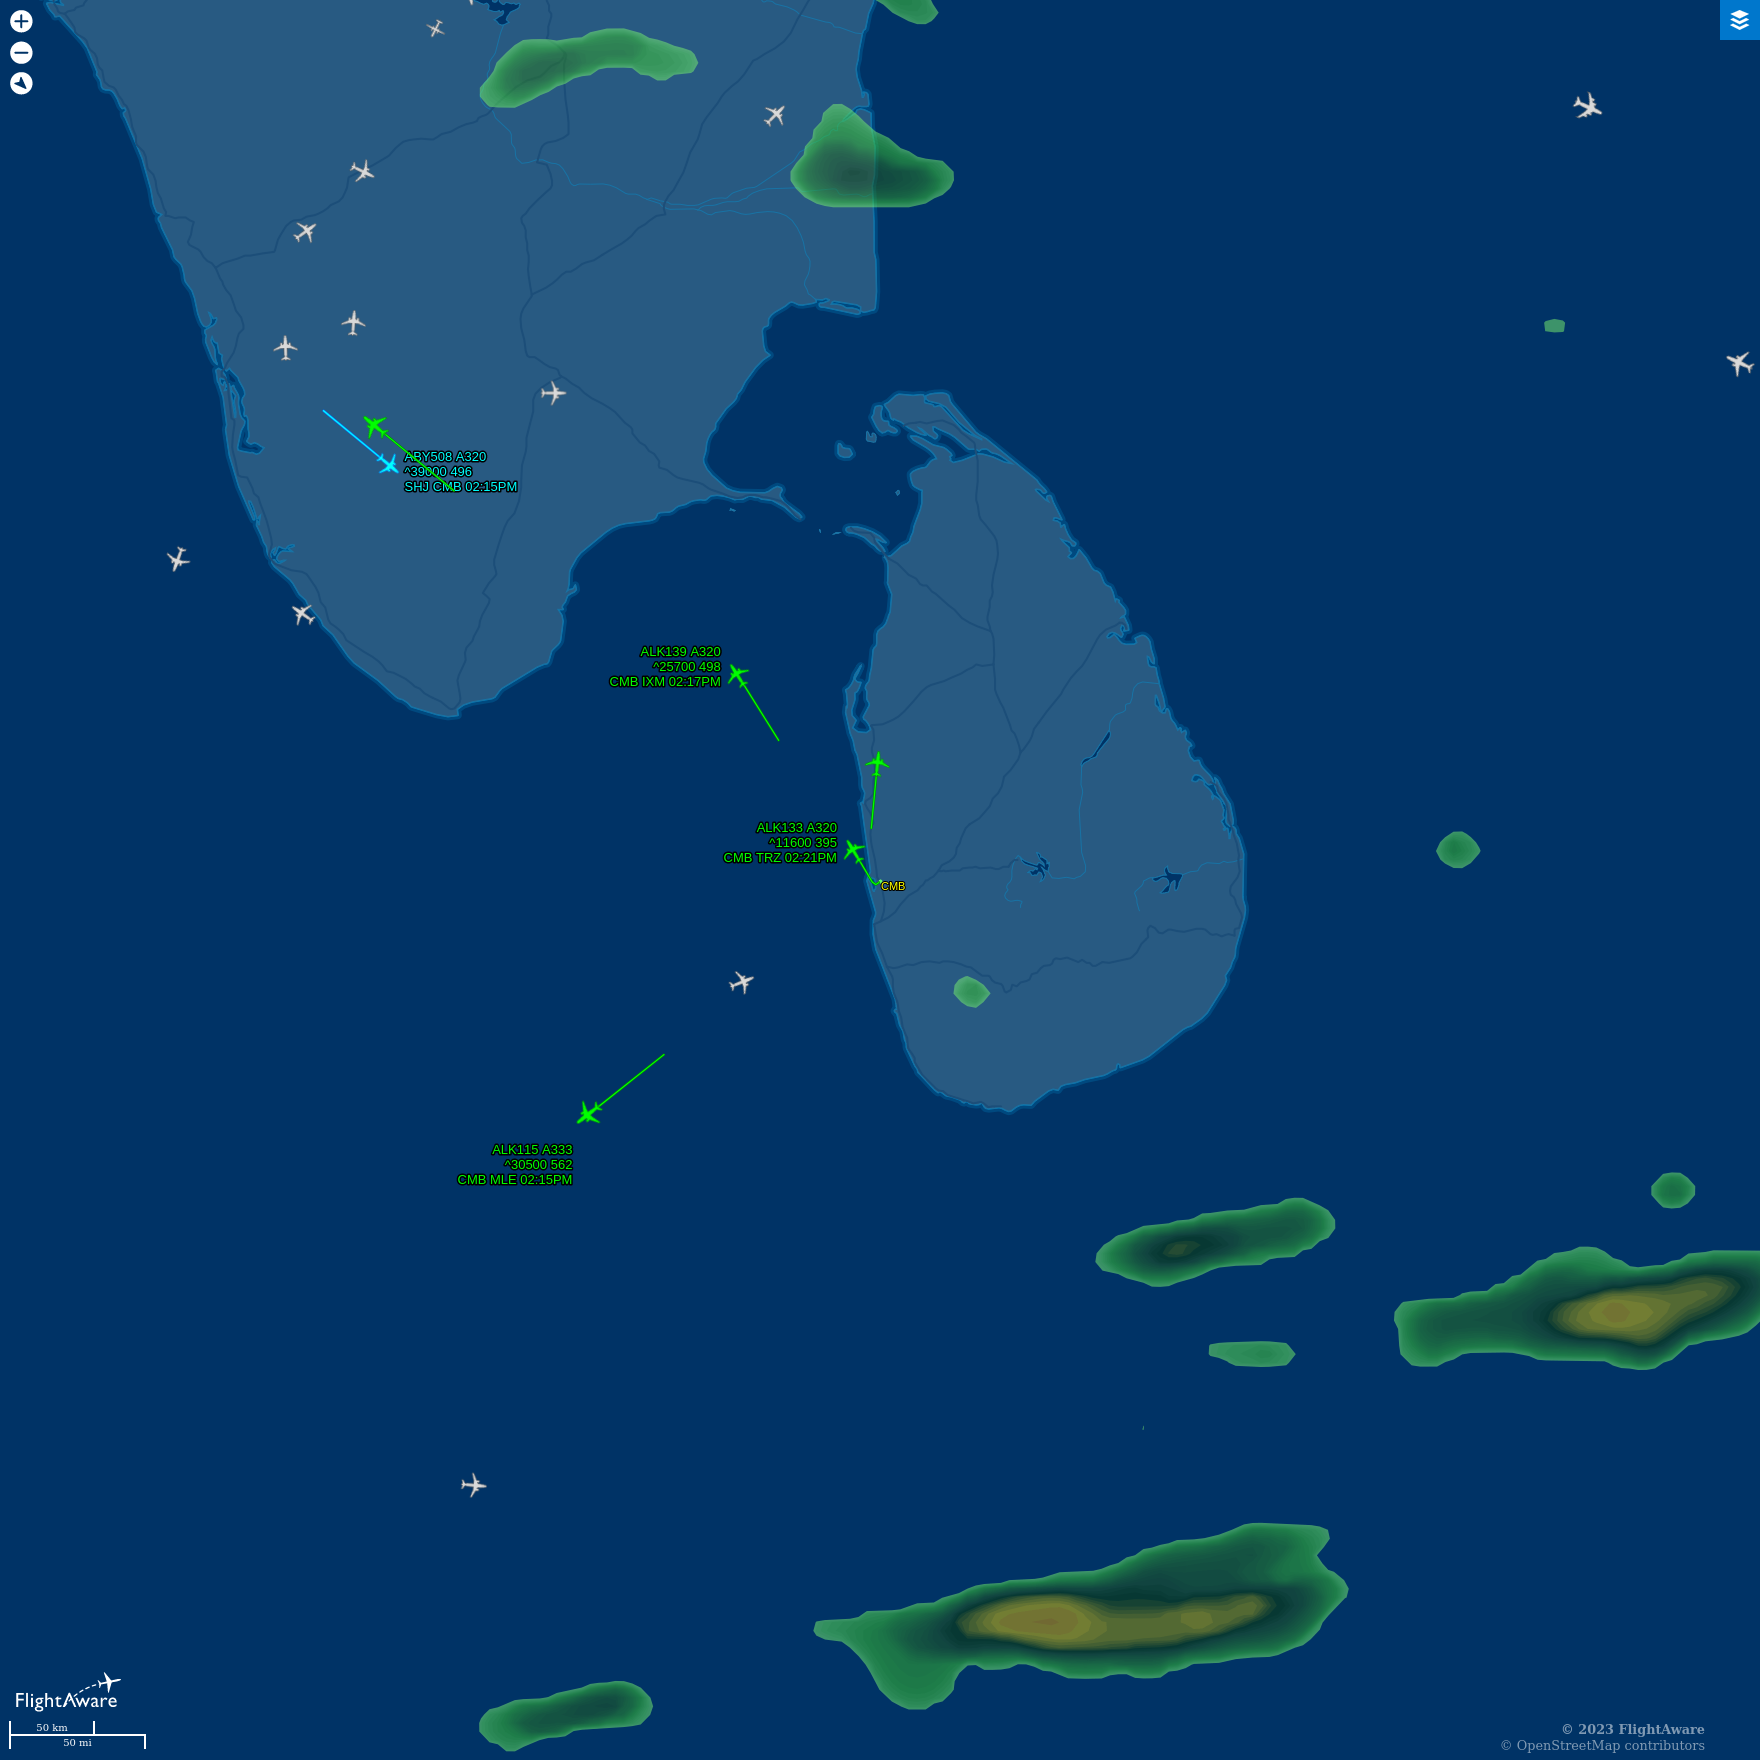 ABY508 A320
^39000 496
SHJ CMB 02:15PM
ALK139 A320
^25700 498
CMB IXM 02:17PM
ALK133 A320
^11600 395
CMB TRZ 02:21PM
CMB
ALK115 A333
^30500 562
CMB MLE 02:15PM
FlightAware
50 km
50 mi
© 2023 FlightAware
© OpenStreetMap contributors